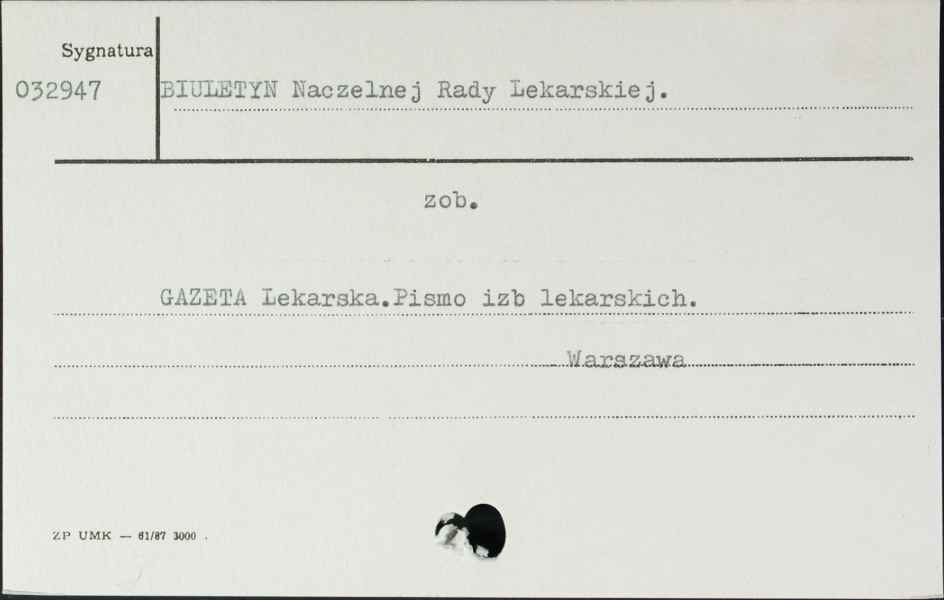 Sygnatura
032947
BIULETYN Naczelnej Rady Lekarskiej.
zob.
GAZETA Lekarska.Pismo izb lekarskich.
Warszawa
ZP UMK — 61/87 3000